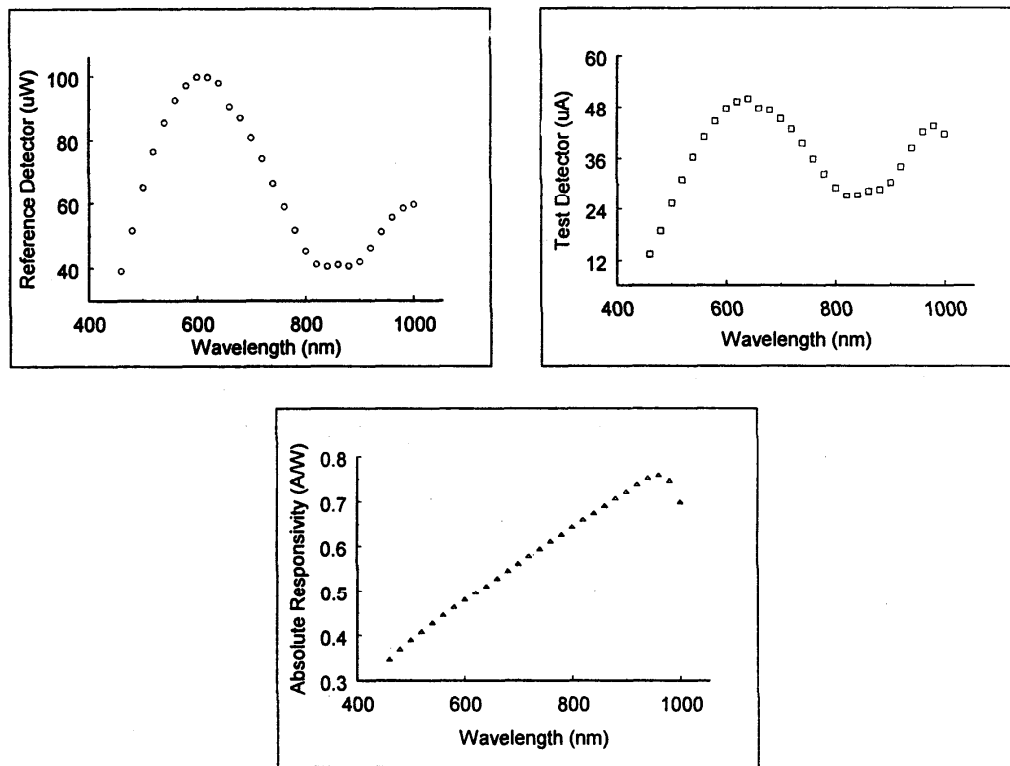 Reference Detector (uW)
100
80
60
40
400 600 800 1000
Wavelength (nm)
Test Detector (uA)
60
48
36
24
12
400 600 800 1000
Wavelength (nm)
Absolute Responsivity (A/W)
0.8
0.7
0.6
0.5
0.4
0.3
400 600 800 1000
Wavelength (nm)